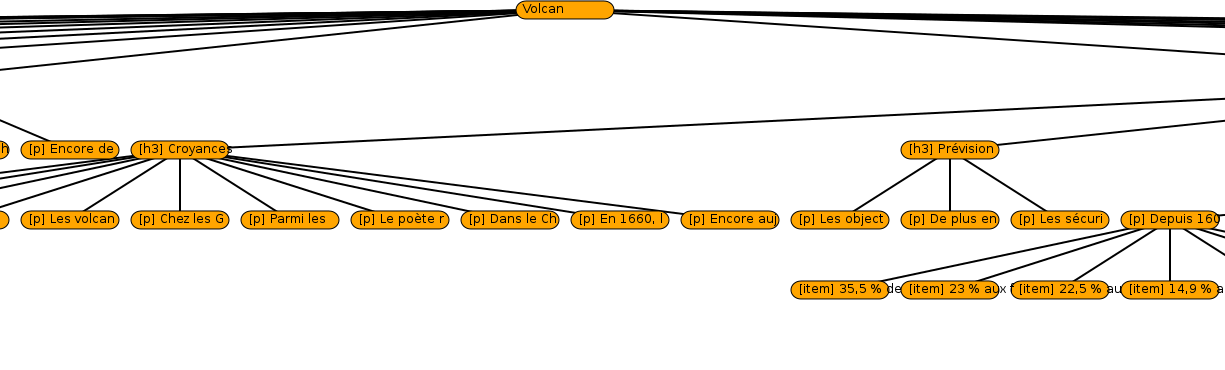 Volcan
h
[p] Encore de
[h3] Croyances
[h3] Prévision
[p] Les volcan
[p] Chez les G
[p] Parmi les
[p] Le poète r
[p] Dans le Ch
[p] En 1660, l
[p] Encore auj
[p] Les object
[p] De plus en
[p] Les sécuri
[p] Depuis 160
[item] 35,5 % de
[item] 23 % aux f
[item] 22,5 % au
[item] 14,9 % a